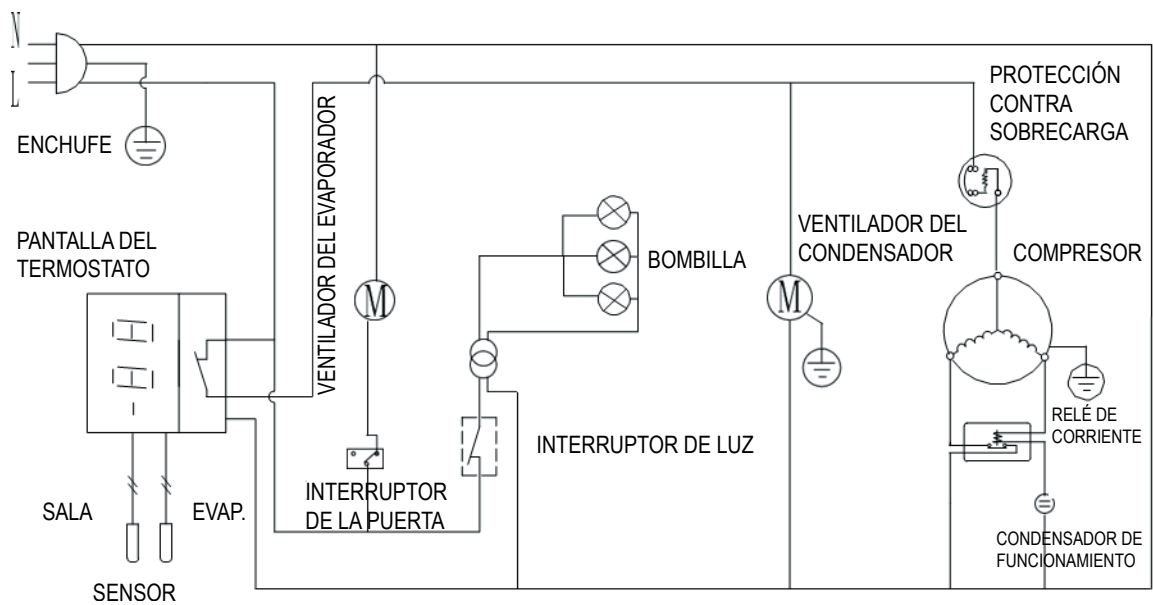 N
L
ENCHUFE
PANTALLA DEL
TERMOSTATO
SALA
EVAP.
SENSOR
VENTILADOR DEL EVAPORADOR
INTERRUPTOR
DE LA PUERTA
BOMBILLA
INTERRUPTOR DE LUZ
M
VENTILADOR DEL
CONDENSADOR
M
PROTECCIÓN
CONTRA
SOBRECARGA
COMPRESOR
RELÉ DE
CORRIENTE
CONDENSADOR DE
FUNCIONAMIENTO